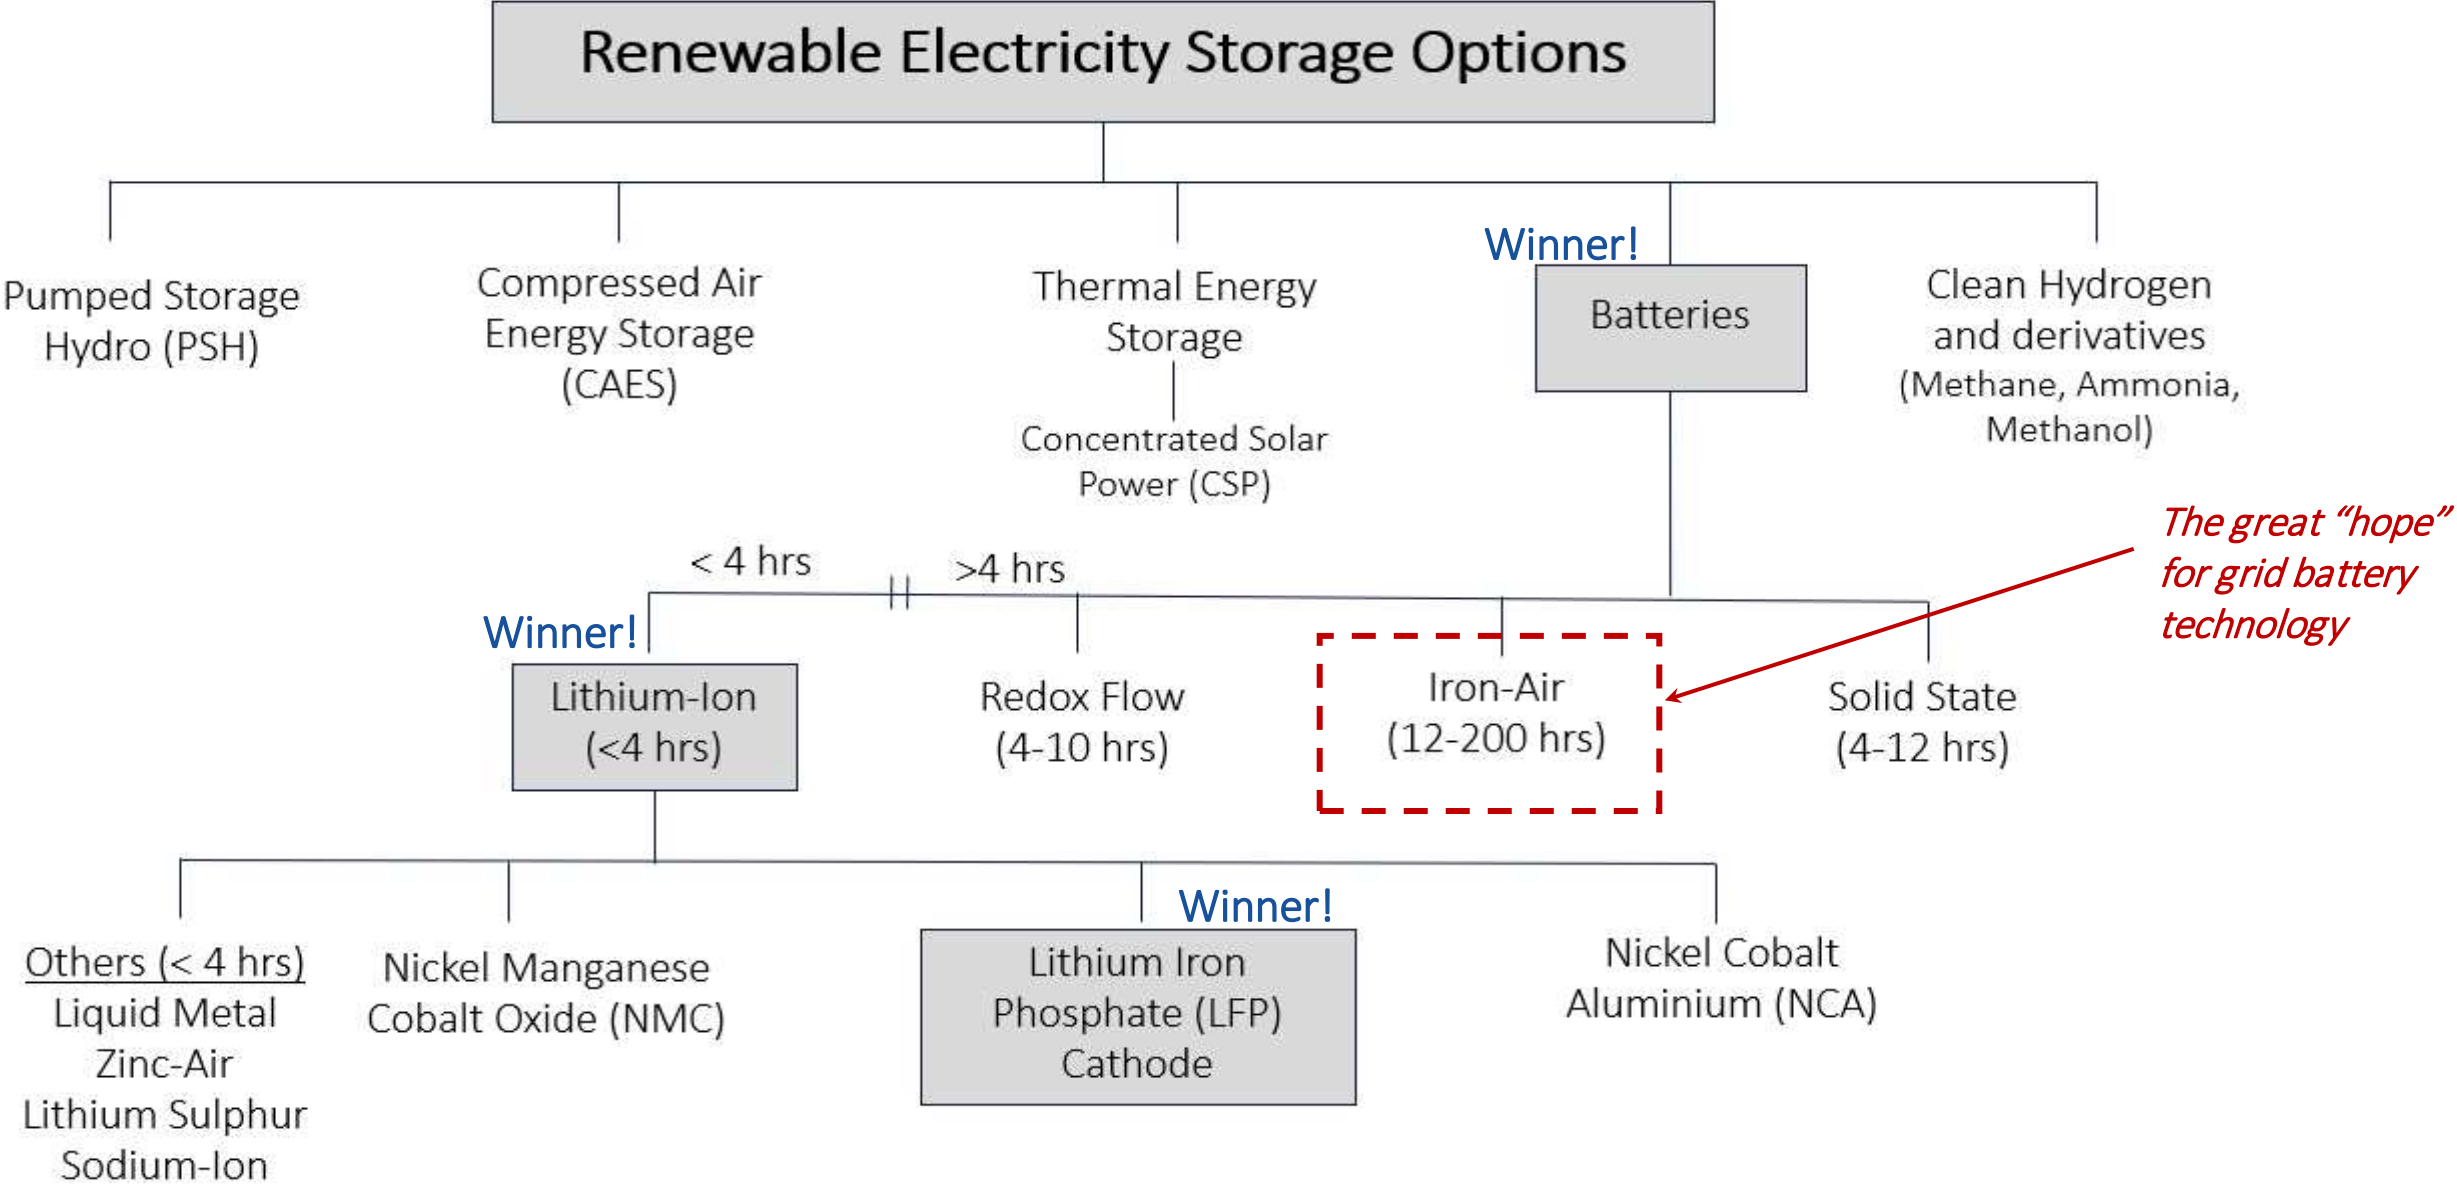 Renewable Electricity Storage Options
Pumped Storage
Hydro (PSH)
Compressed Air
Energy Storage
(CAES)
Thermal Energy
Storage
Concentrated Solar
Power (CSP)
Winner!
Batteries
Clean Hydrogen
and derivatives
(Methane, Ammonia,
Methanol)
The great “hope”
for grid battery
technology
< 4 hrs
>4 hrs
Winner!
Lithium-Ion
(<4 hrs)
Redox Flow
(4-10 hrs)
Iron-Air
(12-200 hrs)
Solid State
(4-12 hrs)
Others (< 4 hrs)
Liquid Metal
Zinc-Air
Lithium Sulphur
Sodium-Ion
Nickel Manganese
Cobalt Oxide (NMC)
Winner!
Lithium Iron
Phosphate (LFP)
Cathode
Nickel Cobalt
Aluminium (NCA)